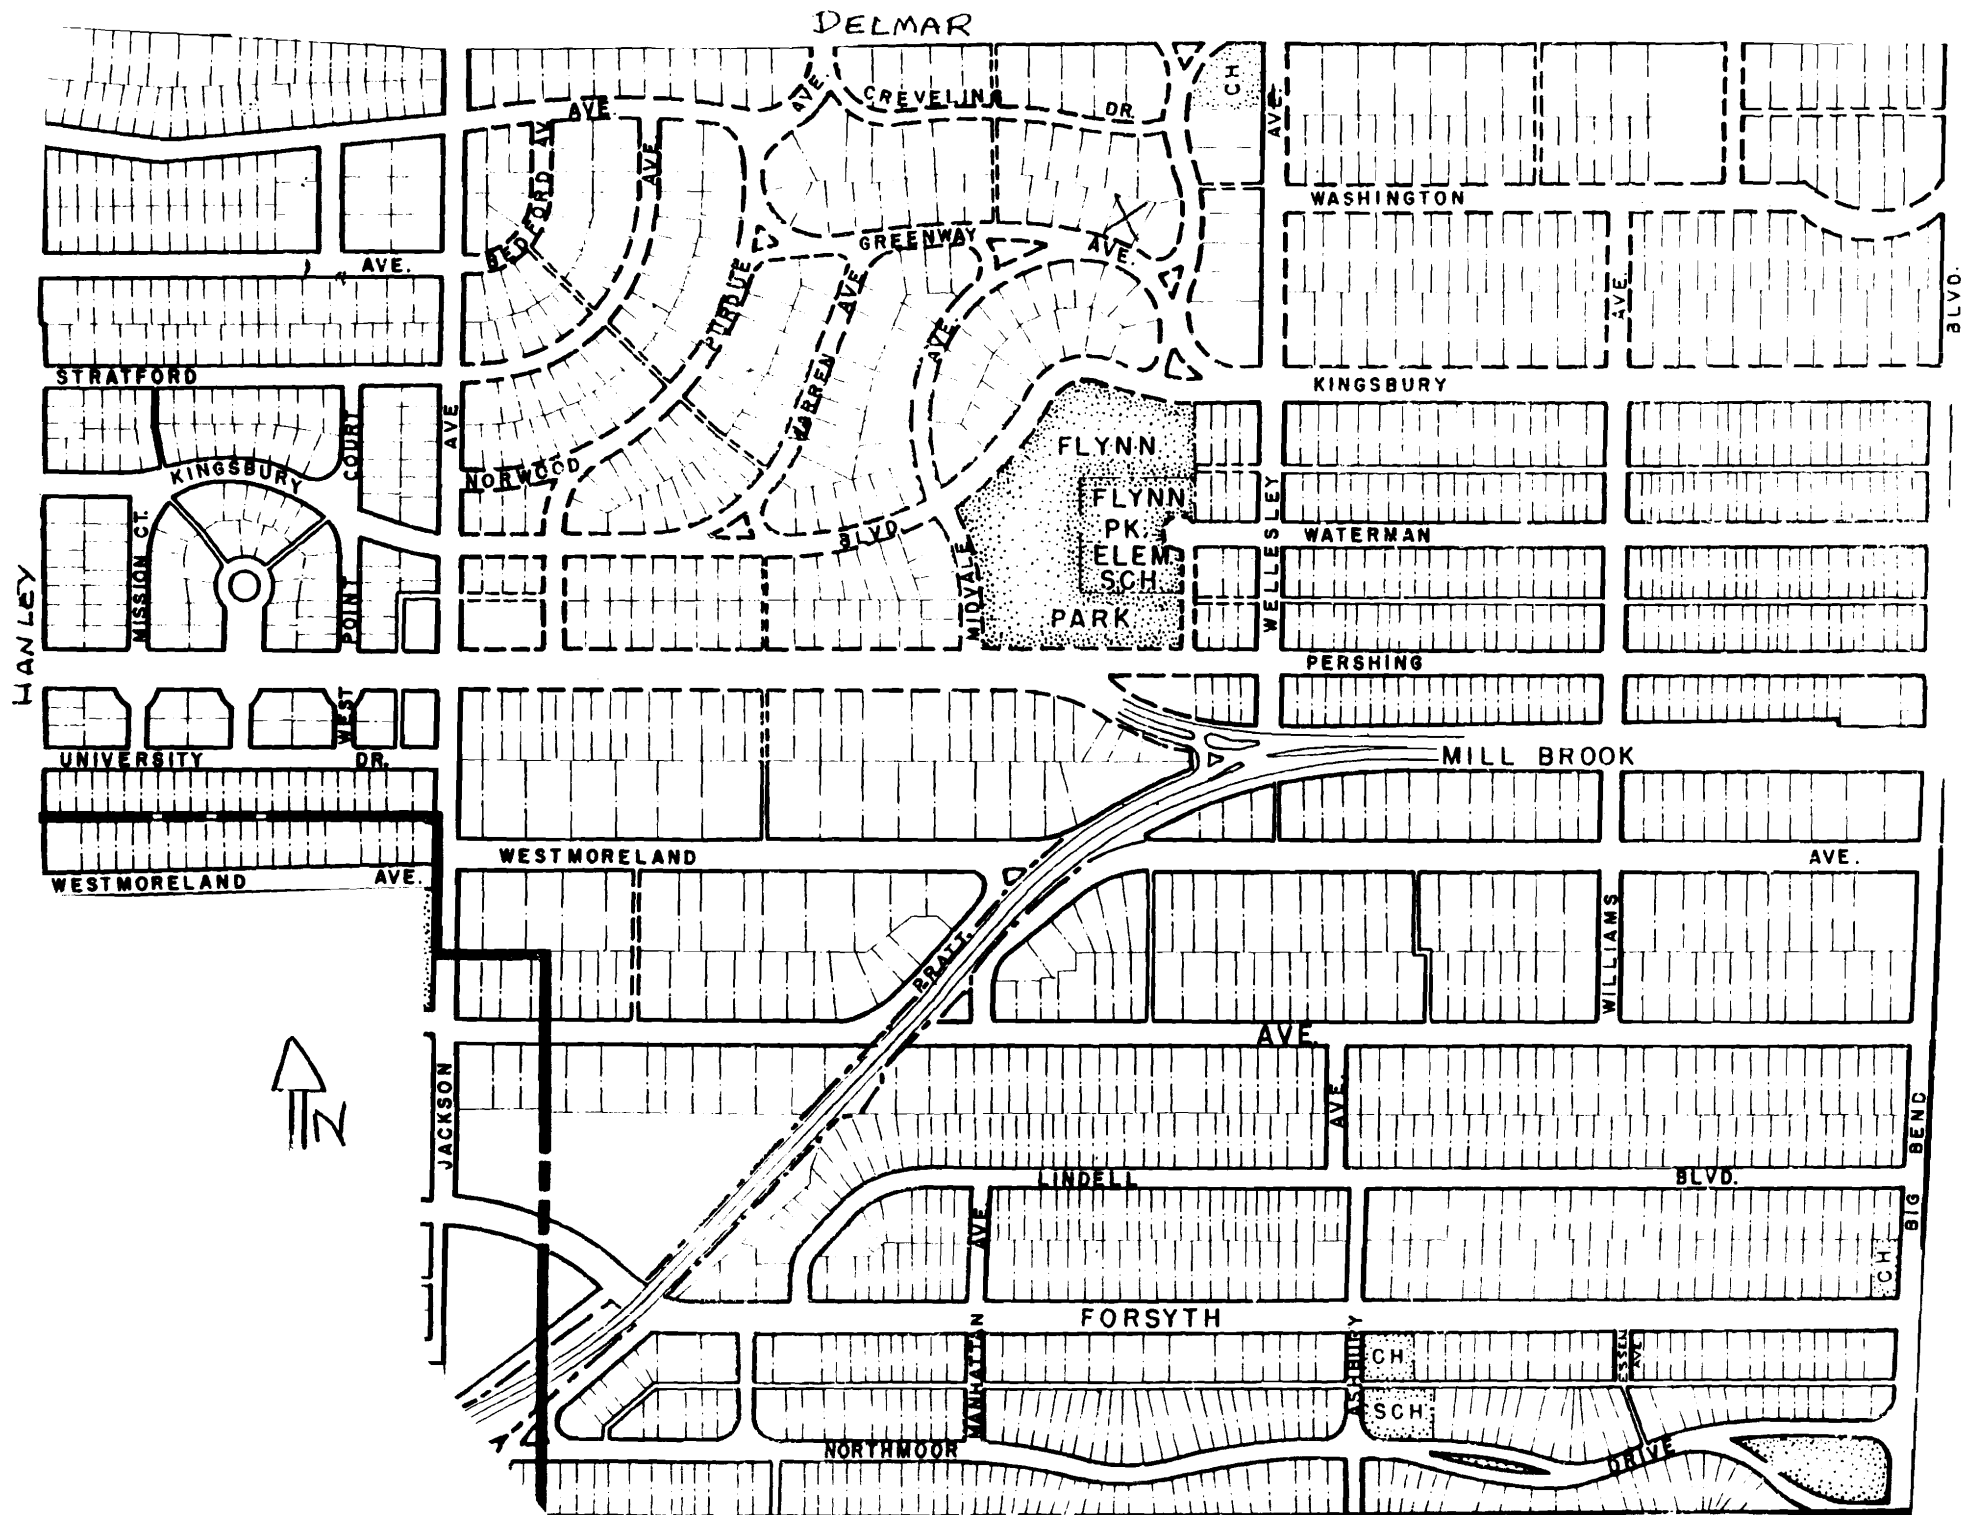 DELMAR
CREVELING
DR.
AVE.
AVE.
CH
AVE.
BEDFORD AV.
AVE.
WASHINGTON
GREENWAY
AVE.
AVE.
PURDUE
WARREN
AVE.
AVE.
AVE.
BLVD.
STRATFORD
KINGSBURY
COURT
AVE
NORWOOD
KINGSBURY
FLYNN
FLYNN
PK.
ELEM.
SCH
PARK
WELLESLEY
WATERMAN
BLVD
MIDVALE
MISSION CT.
POINT
WEST
HANLEY
PERSHING
UNIVERSITY
DR.
MILL BROOK
WESTMORELAND
AVE.
WESTMORELAND
AVE.
WILLIAMS
PRATT
AVE.
N
JACKSON
AVE.
BEND
BIG
LINDELL
BLVD.
AVE
CH
FORSYTH
MANHATTAN
ASHBURY
CH
SCH
ESSEN
AVE.
NORTHMOOR
DRIVE